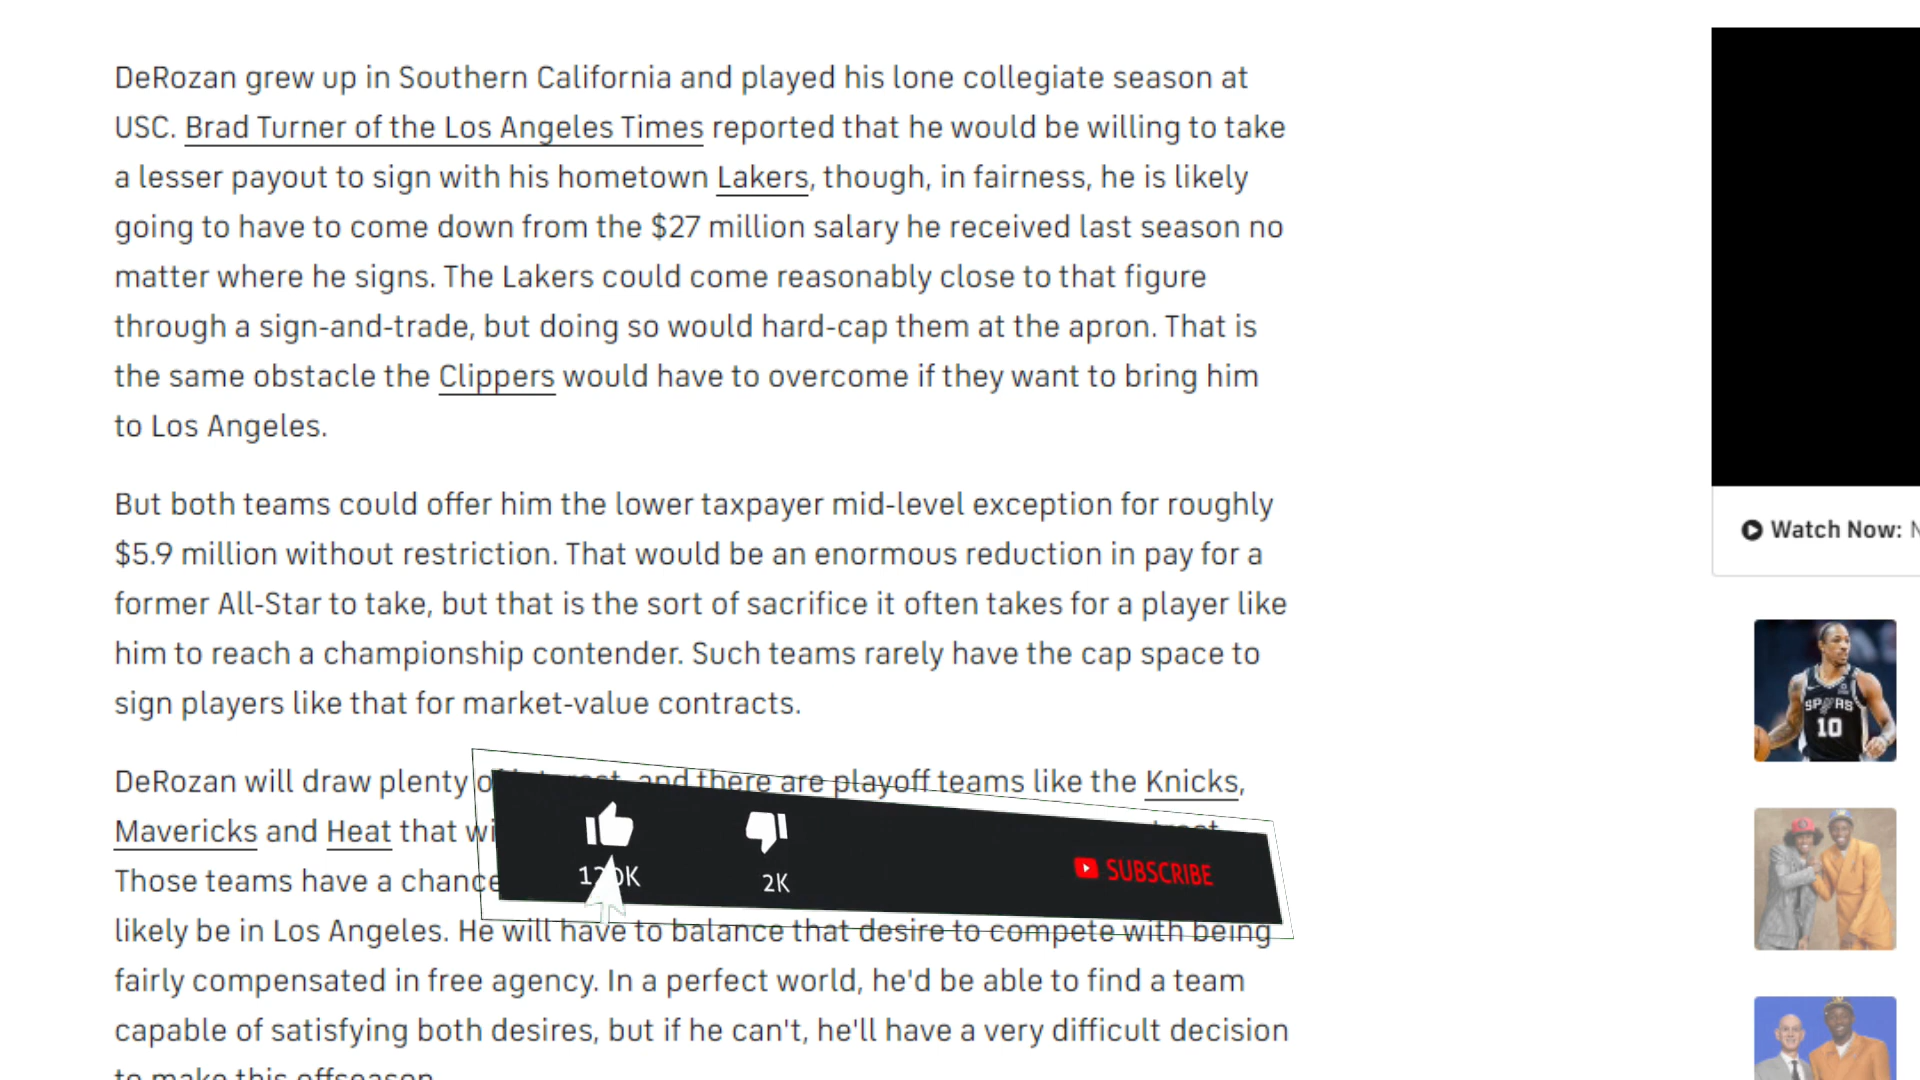 DeRozan grew up in Southern California and played his lone collegiate season at
USC. Brad Turner of the Los Angeles Times reported that he would be willing to take
a lesser payout to sign with his hometown Lakers, though, in fairness, he is likely
going to have to come down from the $27 million salary he received last season no
matter where he signs. The Lakers could come reasonably close to that figure
through a sign-and-trade, but doing so would hard-cap them at the apron. That is
the same obstacle the Clippers would have to overcome if they want to bring him
to Los Angeles.
But both teams could offer him the lower taxpayer mid-level exception for roughly
$5.9 million without restriction. That would be an enormous reduction in pay for a
former All-Star to take, but that is the sort of sacrifice it often takes for a player like
him to reach a championship contender. Such teams rarely have the cap space to
sign players like that for market-value contracts.
DeRozan will draw plenty of interest, and there are playoff teams like the Knicks,
Mavericks and Heat that
Those teams have a chance
likely be in Los Angeles. He will have to balance that desire to compete with being
fairly compensated in free agency. In a perfect world, he'd be able to find a team
capable of satisfying both desires, but if he can't, he'll have a very difficult decision
to make this offseason.
2K
SUBSCRIBE
Watch Now:
SPURS
10